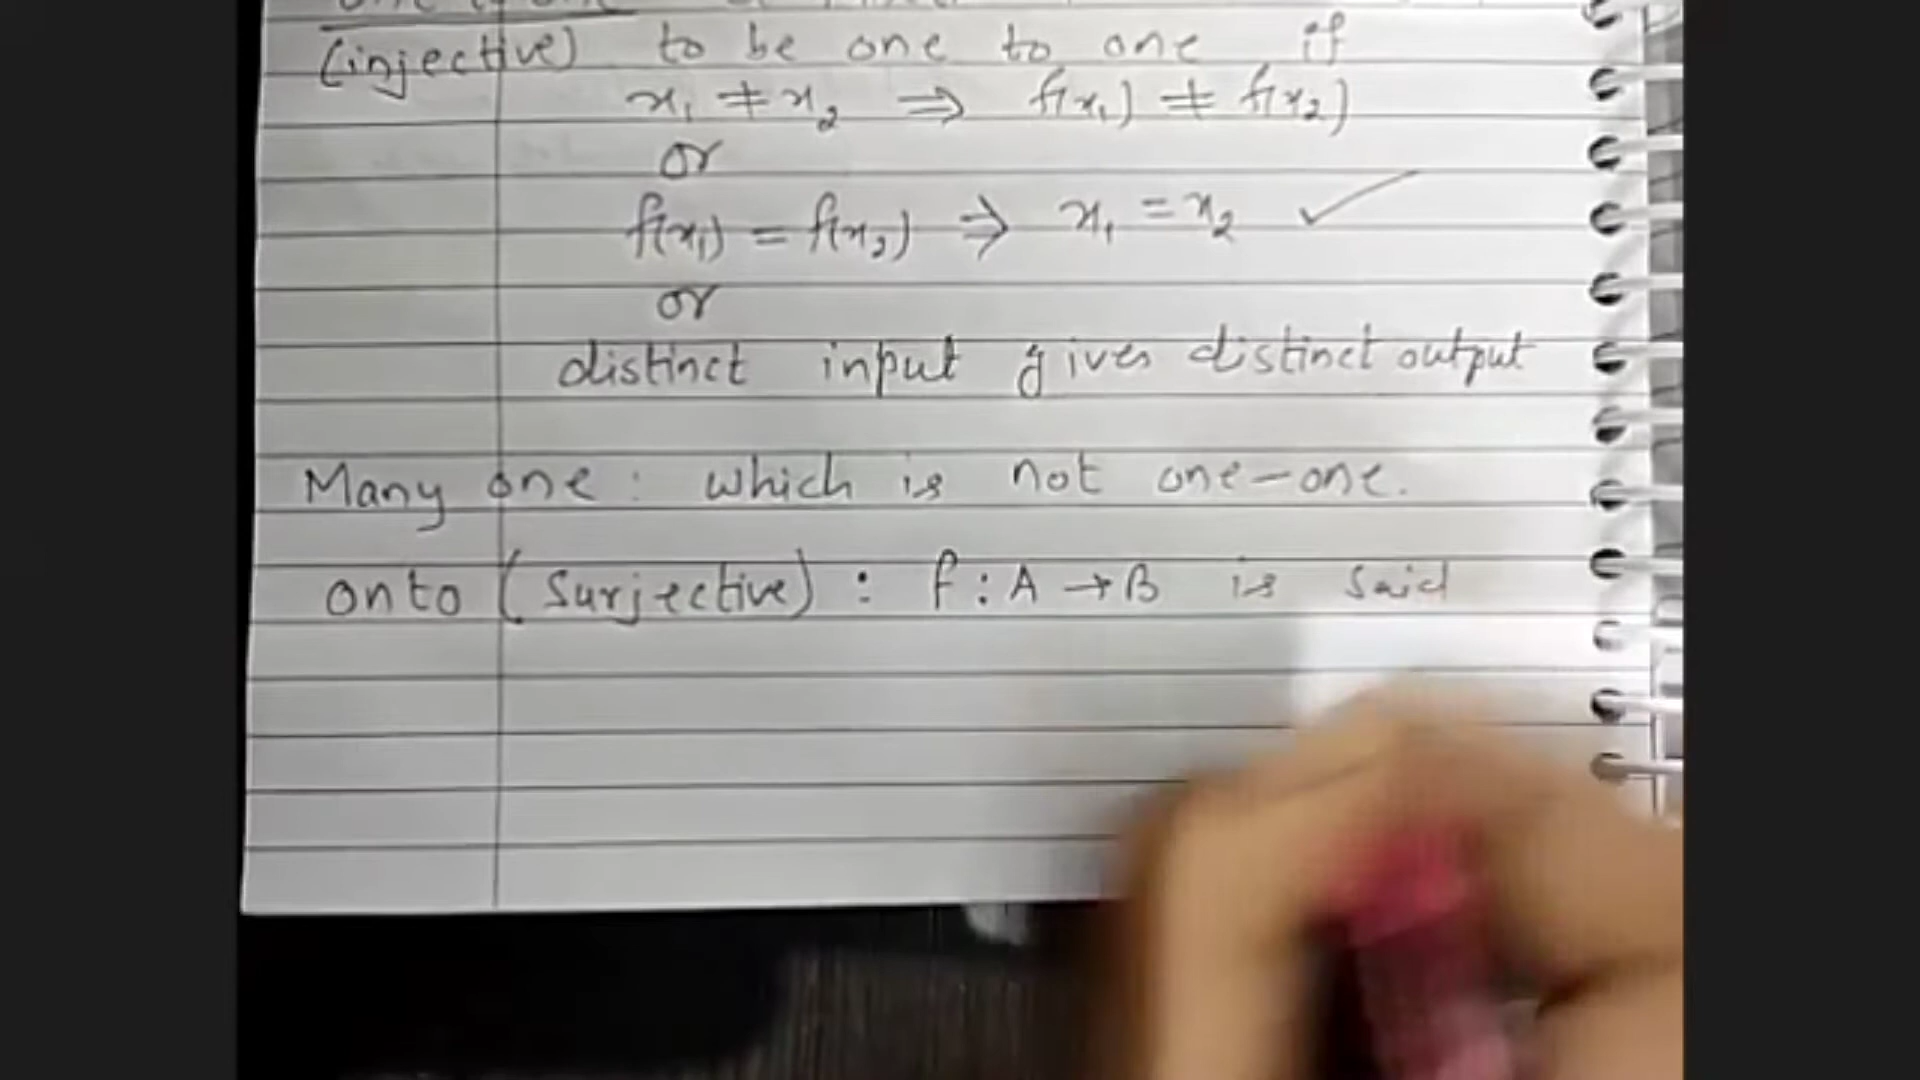 (injective) to be one to one if
x₁ ≠ x₂ ⇒ f(x₁) ≠ f(x₂)
or
f(x₁) = f(x₂) ⇒ x₁ = x₂ ✓
or
distinct input gives distinct output
Many one : which is not one-one.
onto (Surjective) : f : A → B is said